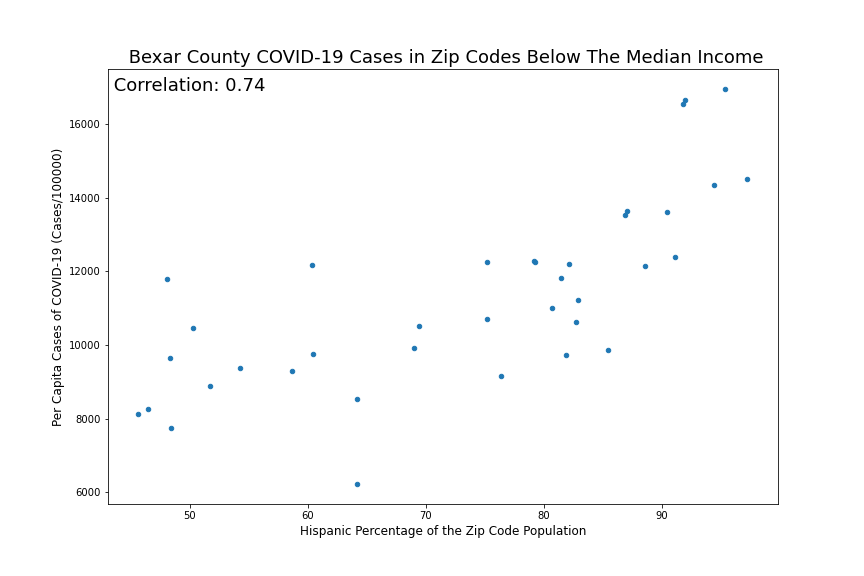 Bexar County COVID-19 Cases in Zip Codes Below The Median Income
Correlation: 0.74
Per Capita Cases of COVID-19 (Cases/100000)
16000
14000
12000
10000
8000
6000
50 60 70 80 90
Hispanic Percentage of the Zip Code Population